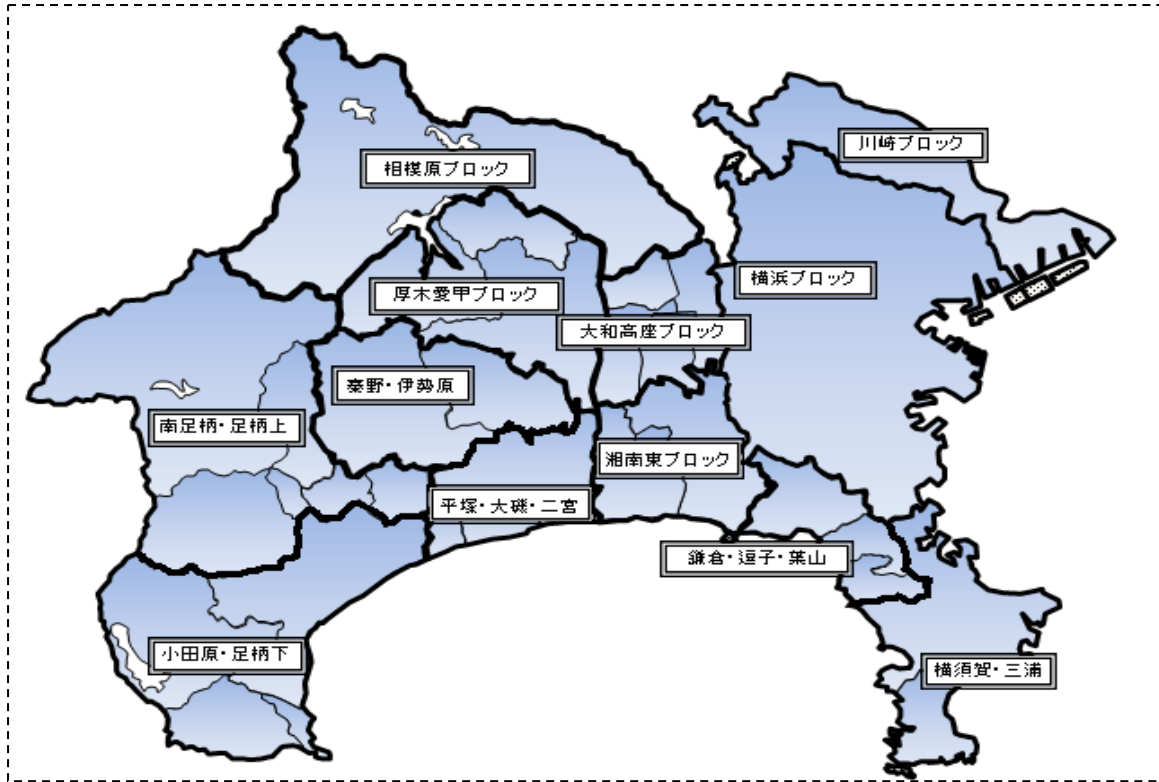 川崎ブロック
相模原ブロック
横浜ブロック
厚木愛甲ブロック
大和高座ブロック
秦野・伊勢原
南足柄・足柄上
湘南東ブロック
平塚・大磯・二宮
鎌倉・逗子・葉山
小田原・足柄下
横須賀・三浦